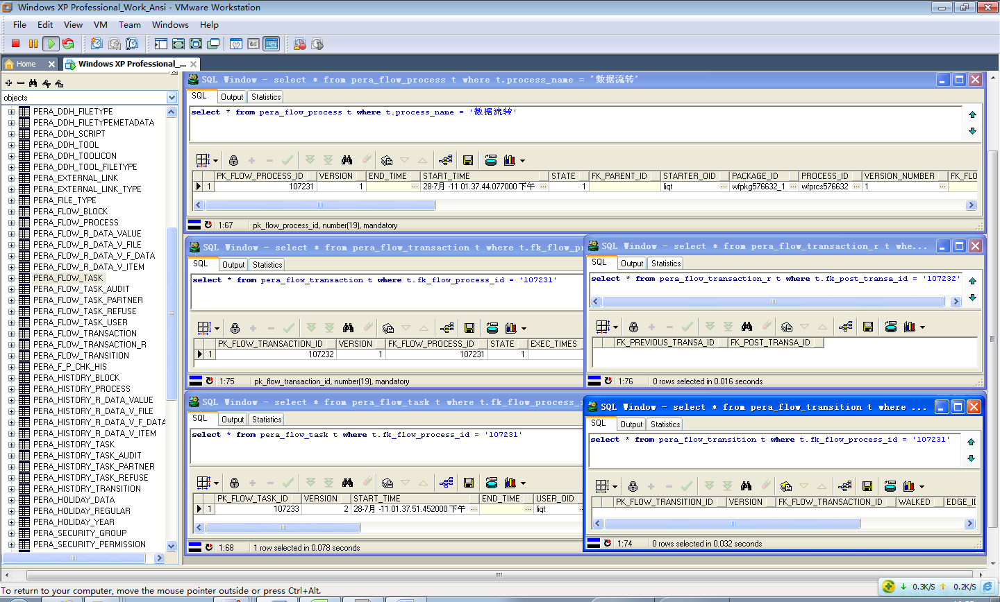 Windows XP Professional_Work_Ansi - VMware Workstation
File Edit View VM Team Windows Help
Home
Windows XP Professional_...
objects
PERA_DDH_FILETYPE
PERA_DDH_FILETYPEMETADATA
PERA_DDH_SCRIPT
PERA_DDH_TOOL
PERA_DDH_TOOLICON
PERA_DDH_TOOL_FILETYPE
PERA_EXTERNAL_LINK
PERA_EXTERNAL_LINK_TYPE
PERA_FILE_TYPE
PERA_FLOW_BLOCK
PERA_FLOW_PROCESS
PERA_FLOW_R_DATA_VALUE
PERA_FLOW_R_DATA_V_FILE
PERA_FLOW_R_DATA_V_F_DATA
PERA_FLOW_R_DATA_V_ITEM
PERA_FLOW_TASK
PERA_FLOW_TASK_AUDIT
PERA_FLOW_TASK_PARTNER
PERA_FLOW_TASK_REFUSE
PERA_FLOW_TASK_USER
PERA_FLOW_TRANSACTION
PERA_FLOW_TRANSACTION_R
PERA_FLOW_TRANSITION
PERA_F_P_CHK_HIS
PERA_HISTORY_BLOCK
PERA_HISTORY_PROCESS
PERA_HISTORY_R_DATA_VALUE
PERA_HISTORY_R_DATA_V_FILE
PERA_HISTORY_R_DATA_V_F_DATA
PERA_HISTORY_R_DATA_V_ITEM
PERA_HISTORY_TASK
PERA_HISTORY_TASK_AUDIT
PERA_HISTORY_TASK_PARTNER
PERA_HISTORY_TASK_REFUSE
PERA_HISTORY_TRANSITION
PERA_HOLIDAY_DATA
PERA_HOLIDAY_REGULAR
PERA_HOLIDAY_YEAR
PERA_SECURITY_GROUP
PERA_SECURITY_PERMISSION
SQL Window - select * from pera_flow_process t where t.process_name = '数据流转'
SQL Output Statistics
select * from pera_flow_process t where t.process_name = '数据流转'
PK_FLOW_PROCESS_ID VERSION END_TIME START_TIME STATE FK_PARENT_ID STARTER_OID PACKAGE_ID PROCESS_ID VERSION_NUMBER FK_FLO
1 107231 1 ... 28-7月 -11 01.37.44.077000 下午 ... 1 liqt ... wfpkg576632_1 ... wfprcs576632 ... 1 ...
1:67 pk_flow_process_id, number(19), mandatory
SQL Window - select * from pera_flow_transaction t where t.fk_flow_pr
SQL Output Statistics
select * from pera_flow_transaction t where t.fk_flow_process_id = '107231'
PK_FLOW_TRANSACTION_ID VERSION FK_FLOW_PROCESS_ID STATE EXEC_TIMES
1 107232 1 107231 1
1:75 pk_flow_transaction_id, number(19), mandatory
SQL Window - select * from pera_flow_transaction_r t whe...
SQL Output Statistics
select * from pera_flow_transaction_r t where t.fk_post_transa_id = '107232'
FK_PREVIOUS_TRANSA_ID FK_POST_TRANSA_ID
1:76 0 rows selected in 0.016 seconds
SQL Window - select * from pera_flow_task t where t.fk_flow_process_i
SQL Output Statistics
select * from pera_flow_task t where t.fk_flow_process_id = '107231'
PK_FLOW_TASK_ID VERSION START_TIME END_TIME USER_OID
1 107233 2 28-7月 -11 01.37.51.452000 下午 ... ... liqt ...
1:68 1 row selected in 0.078 seconds
SQL Window - select * from pera_flow_transition t where ...
SQL Output Statistics
select * from pera_flow_transition t where t.fk_flow_process_id = '107231'
PK_FLOW_TRANSITION_ID VERSION FK_FLOW_TRANSACTION_ID WALKED EDGE_ID
1:74 0 rows selected in 0.032 seconds
To return to your computer, move the mouse pointer outside or press Ctrl+Alt.
0.3K/S 0.2K/S